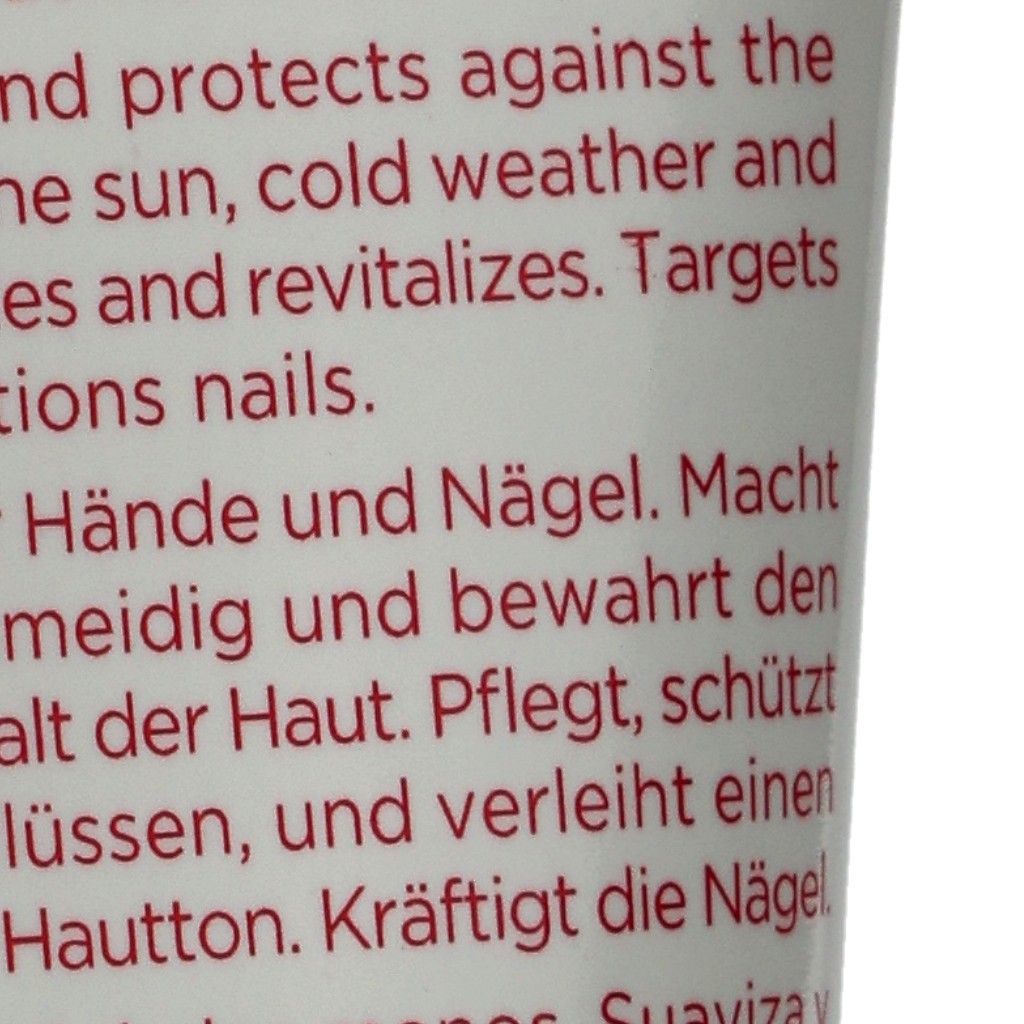 nd protects against the
he sun, cold weather and
es and revitalizes. Targets
tions nails.
Hände und Nägel. Macht
meidig und bewahrt den
alt der Haut. Pflegt, schützt
lüssen, und verleiht einen
Hautton. Kräftigt die Nägel.
Suaviza y